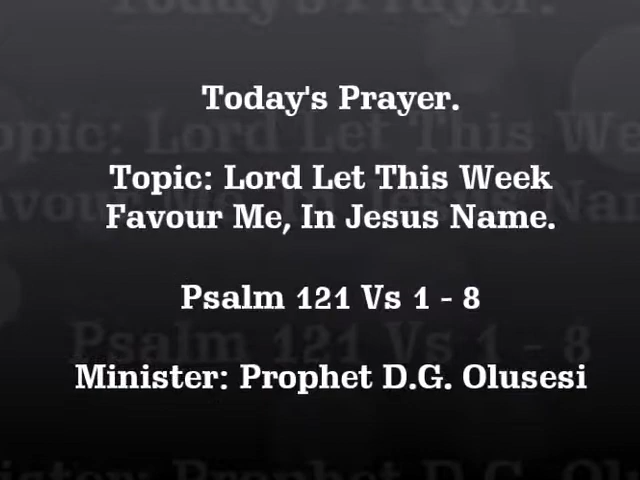 Today's Prayer.
Topic: Lord Let This Week
Favour Me, In Jesus Name.
Psalm 121 Vs 1 - 8
Minister: Prophet D.G. Olusesi